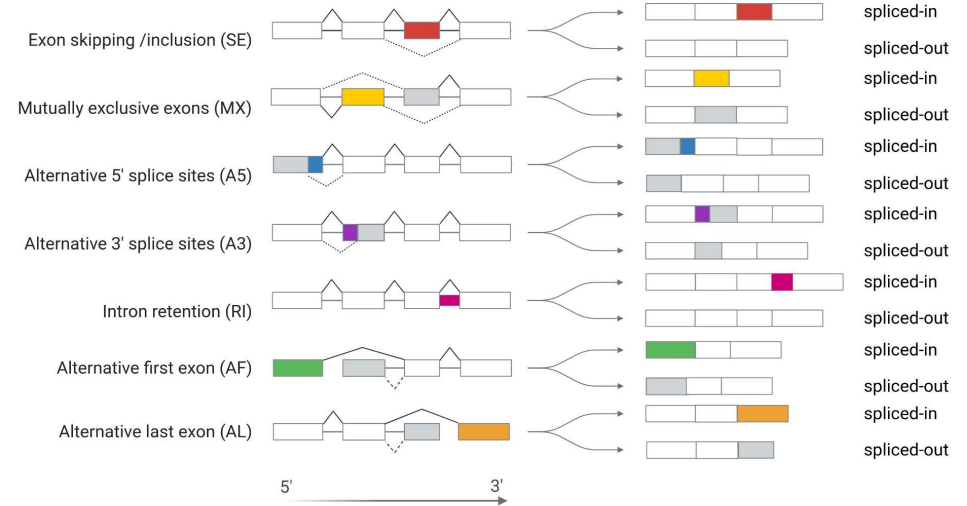 spliced-in
Exon skipping /inclusion (SE)
spliced-out
spliced-in
Mutually exclusive exons (MX)
spliced-out
spliced-in
Alternative 5' splice sites (A5)
spliced-out
spliced-in
Alternative 3' splice sites (A3)
spliced-out
spliced-in
Intron retention (RI)
spliced-out
spliced-in
Alternative first exon (AF)
spliced-out
spliced-in
Alternative last exon (AL)
spliced-out
5' 3'